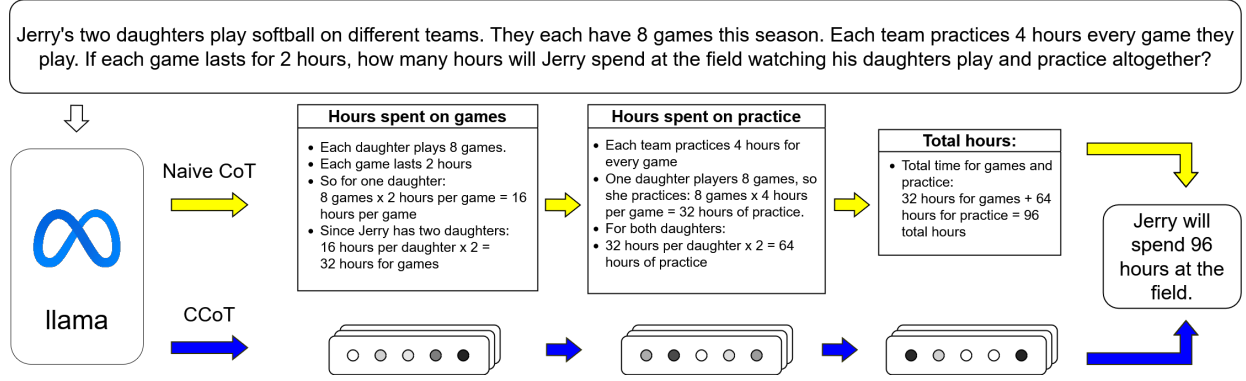 Jerry's two daughters play softball on different teams. They each have 8 games this season. Each team practices 4 hours every game they
play. If each game lasts for 2 hours, how many hours will Jerry spend at the field watching his daughters play and practice altogether?
llama
Naive CoT
Hours spent on games
• Each daughter plays 8 games.
• Each game lasts 2 hours
• So for one daughter:
8 games x 2 hours per game = 16
hours per game
• Since Jerry has two daughters:
16 hours per daughter x 2 =
32 hours for games
Hours spent on practice
• Each team practices 4 hours for
every game
• One daughter players 8 games, so
she practices: 8 games x 4 hours
per game = 32 hours of practice.
• For both daughters:
• 32 hours per daughter x 2 = 64
hours of practice
Total hours:
• Total time for games and
practice:
32 hours for games + 64
hours for practice = 96
total hours
Jerry will
spend 96
hours at the
field.
CCoT